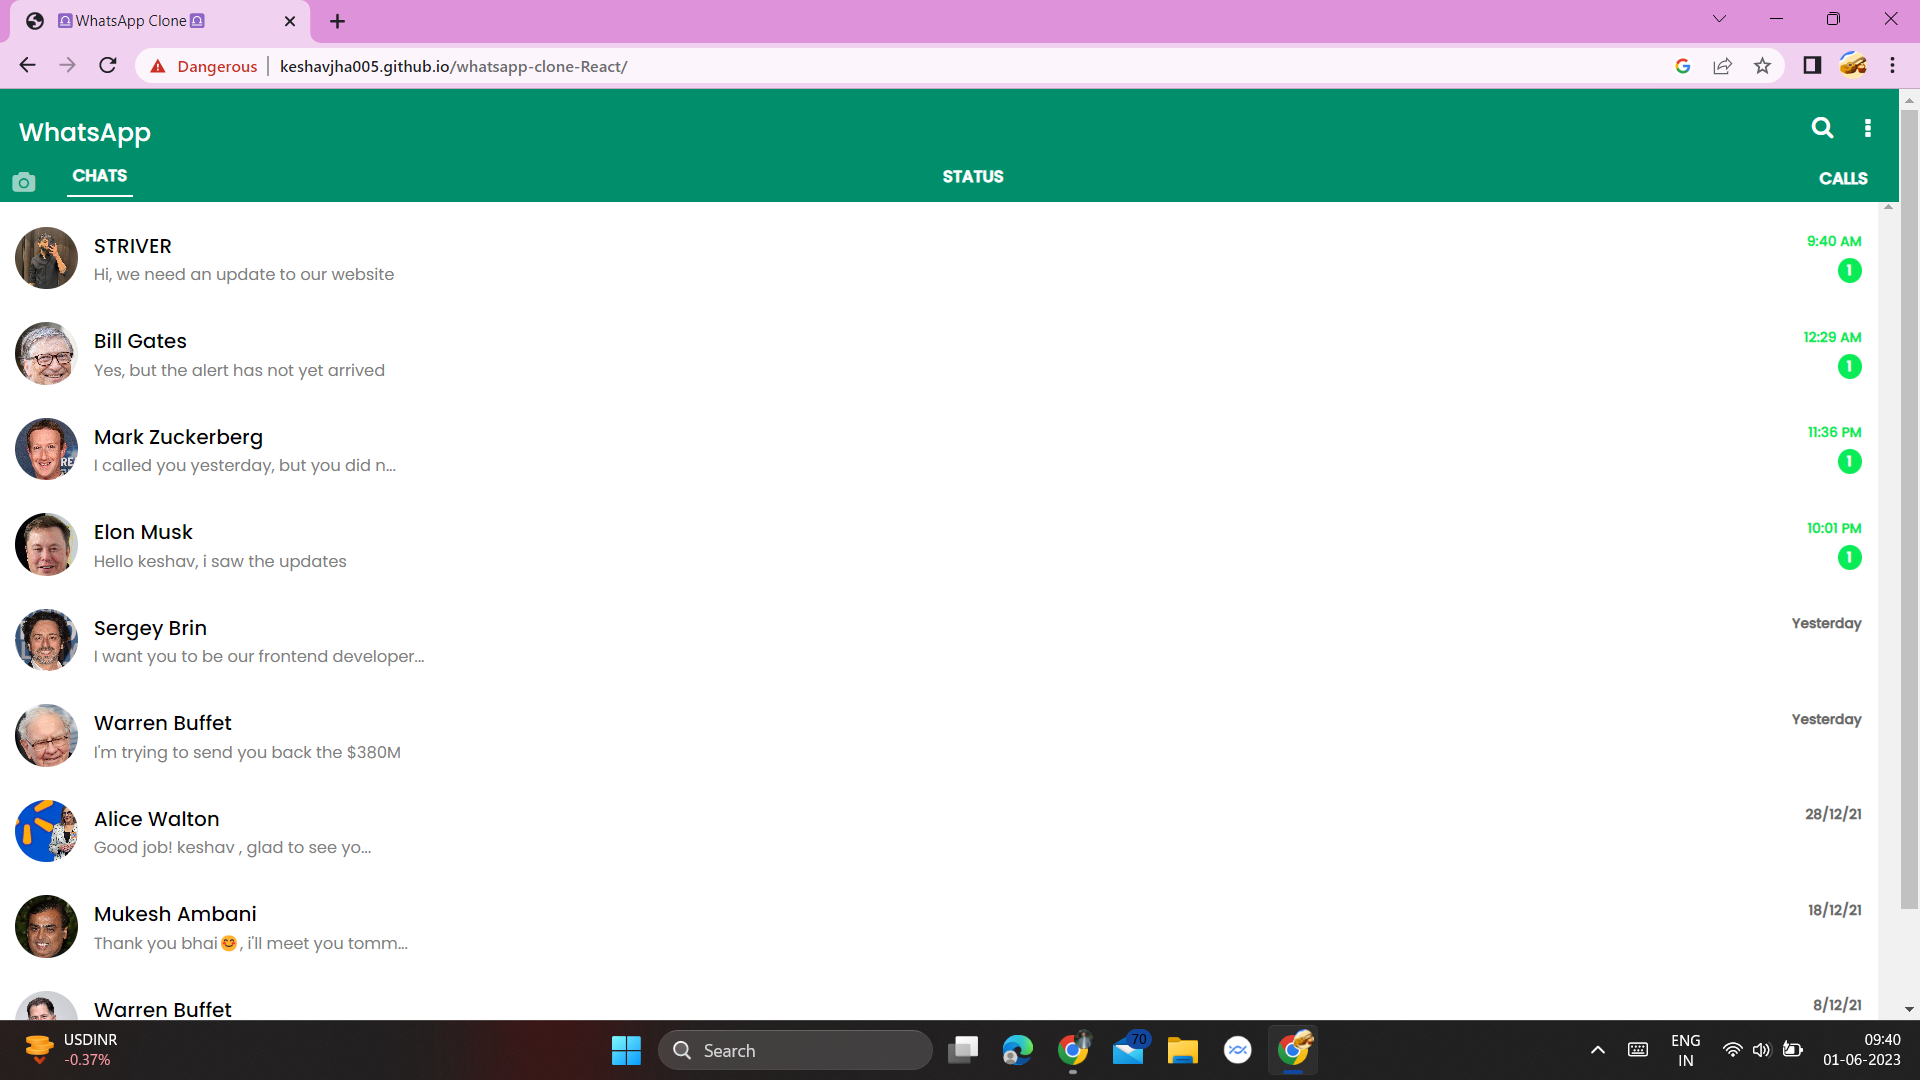 ♎WhatsApp Clone♎
Dangerous keshavjha005.github.io/whatsapp-clone-React/
WhatsApp
CHATS STATUS CALLS
STRIVER 9:40 AM
Hi, we need an update to our website 1
Bill Gates 12:29 AM
Yes, but the alert has not yet arrived 1
Mark Zuckerberg 11:36 PM
I called you yesterday, but you did n... 1
Elon Musk 10:01 PM
Hello keshav, i saw the updates 1
Sergey Brin Yesterday
I want you to be our frontend developer...
Warren Buffet Yesterday
I'm trying to send you back the $380M
Alice Walton 28/12/21
Good job! keshav , glad to see yo...
Mukesh Ambani 18/12/21
Thank you bhai😊, i'll meet you tomm...
Warren Buffet 8/12/21
USDINR
-0.37%
Search
70
ENG
IN
09:40
01-06-2023